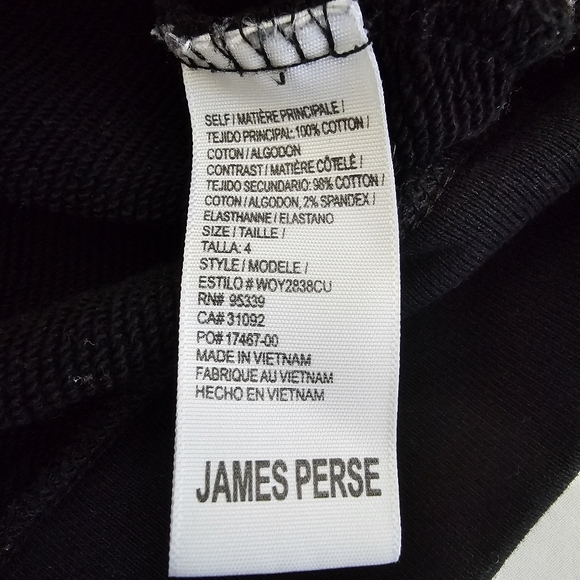 SELF / MATIÈRE PRINCIPALE /
TEJIDO PRINCIPAL: 100% COTTON /
COTON / ALGODON
CONTRAST / MATIÈRE CÔTELÉ /
TEJIDO SECUNDARIO: 98% COTTON /
COTON / ALGODON, 2% SPANDEX /
ELASTHANNE / ELASTANO
SIZE / TAILLE /
TALLA: 4
STYLE / MODELE /
ESTILO # WOY2838CU
RN# 95339
CA# 31092
PO# 17467-00
MADE IN VIETNAM
FABRIQUE AU VIETNAM
HECHO EN VIETNAM
JAMES PERSE